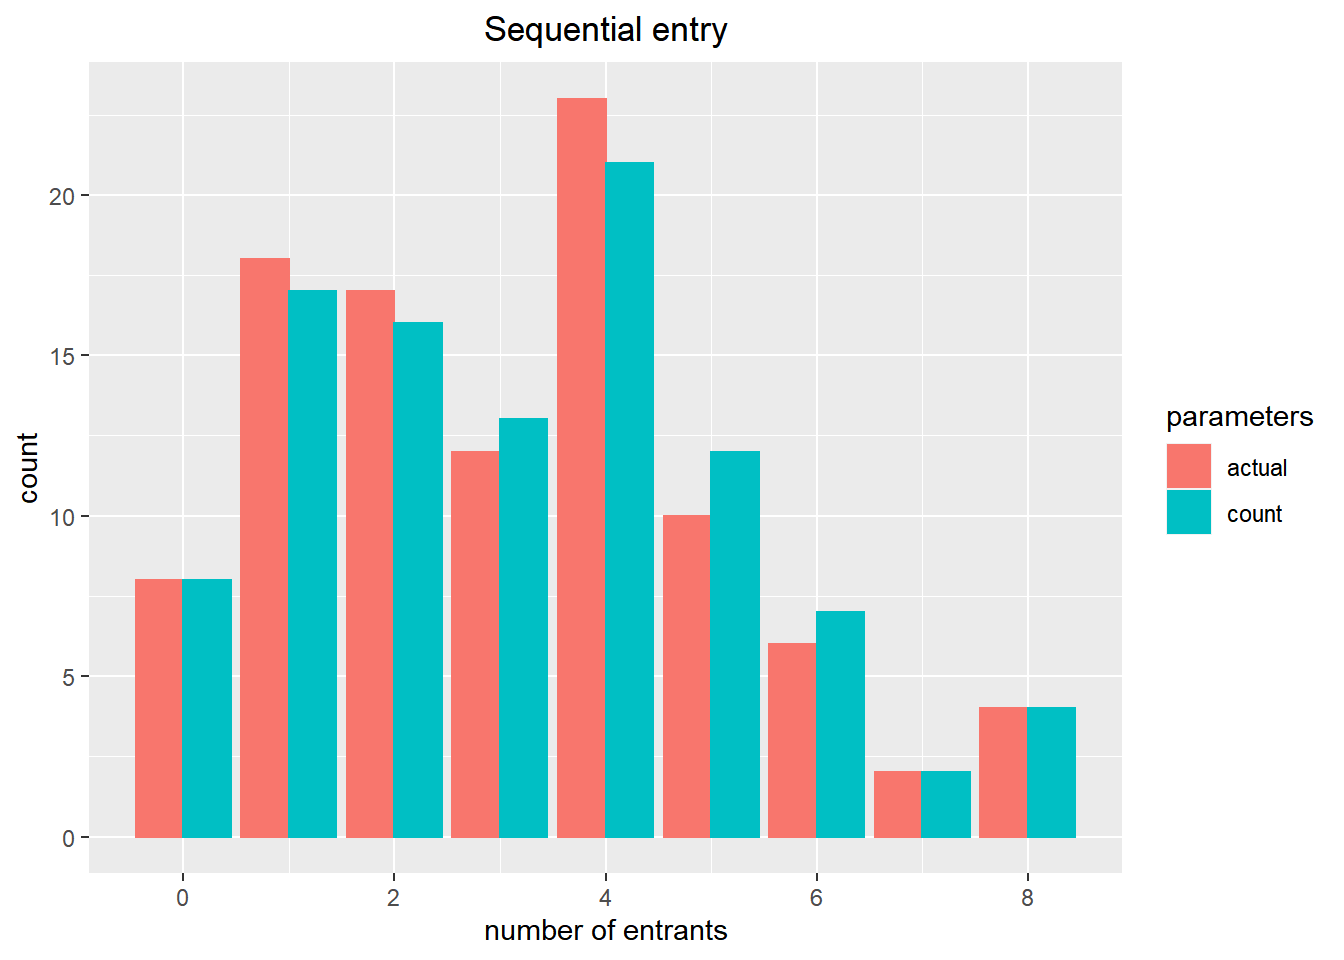 Sequential entry
count
20
15
10
5
0
0 2 4 6 8
number of entrants
parameters
actual
count